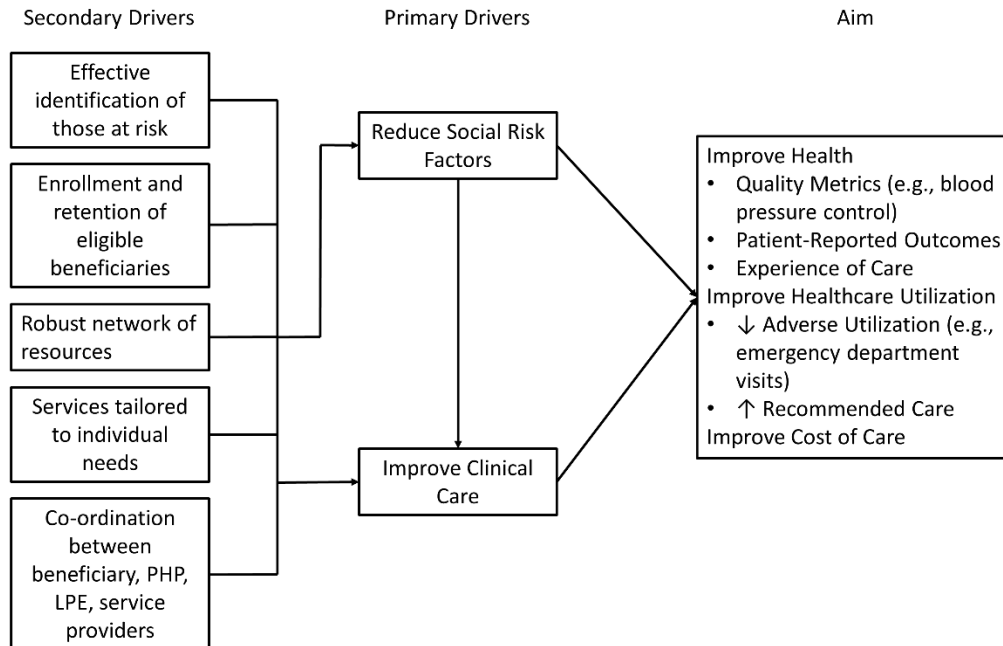 Secondary Drivers
Primary Drivers
Aim
Effective
identification of
those at risk
Enrollment and
retention of
eligible
beneficiaries
Robust network of
resources
Services tailored
to individual
needs
Co-ordination
between
beneficiary, PHP,
LPE, service
providers
Reduce Social Risk
Factors
Improve Clinical
Care
Improve Health
• Quality Metrics (e.g., blood
pressure control)
• Patient-Reported Outcomes
• Experience of Care
Improve Healthcare Utilization
• ↓ Adverse Utilization (e.g.,
emergency department
visits)
• ↑ Recommended Care
Improve Cost of Care